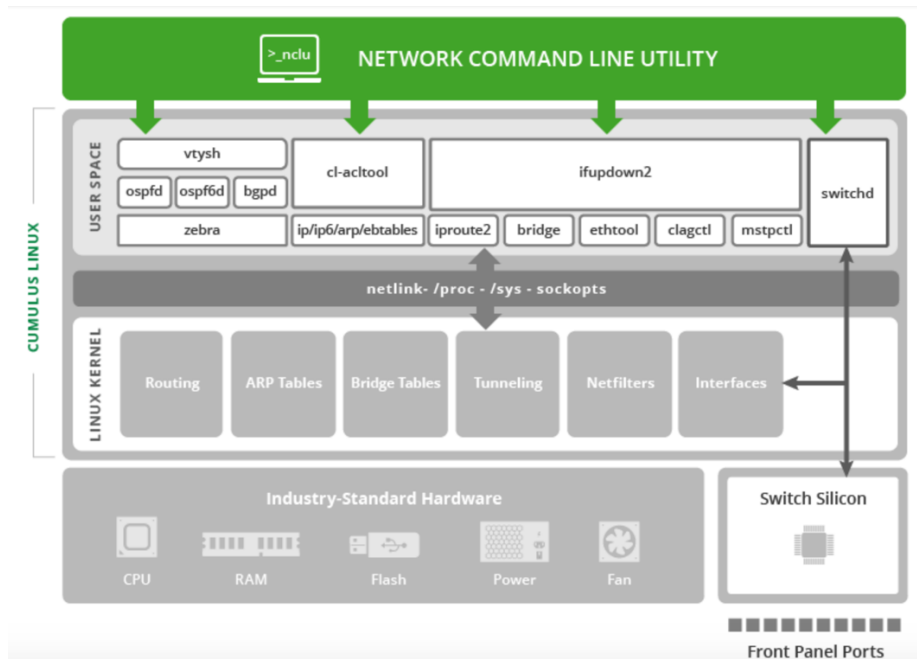 >_nclu
NETWORK COMMAND LINE UTILITY
CUMULUS LINUX
USER SPACE
vtysh
ospfd
ospf6d
bgpd
zebra
cl-acltool
ip/ip6/arp/ebtables
ifupdown2
iproute2
bridge
ethtool
clagctl
mstpctl
switchd
netlink- /proc - /sys - sockopts
LINUX KERNEL
Routing
ARP Tables
Bridge Tables
Tunneling
Netfilters
Interfaces
Industry-Standard Hardware
CPU
RAM
Flash
Power
Fan
Switch Silicon
Front Panel Ports